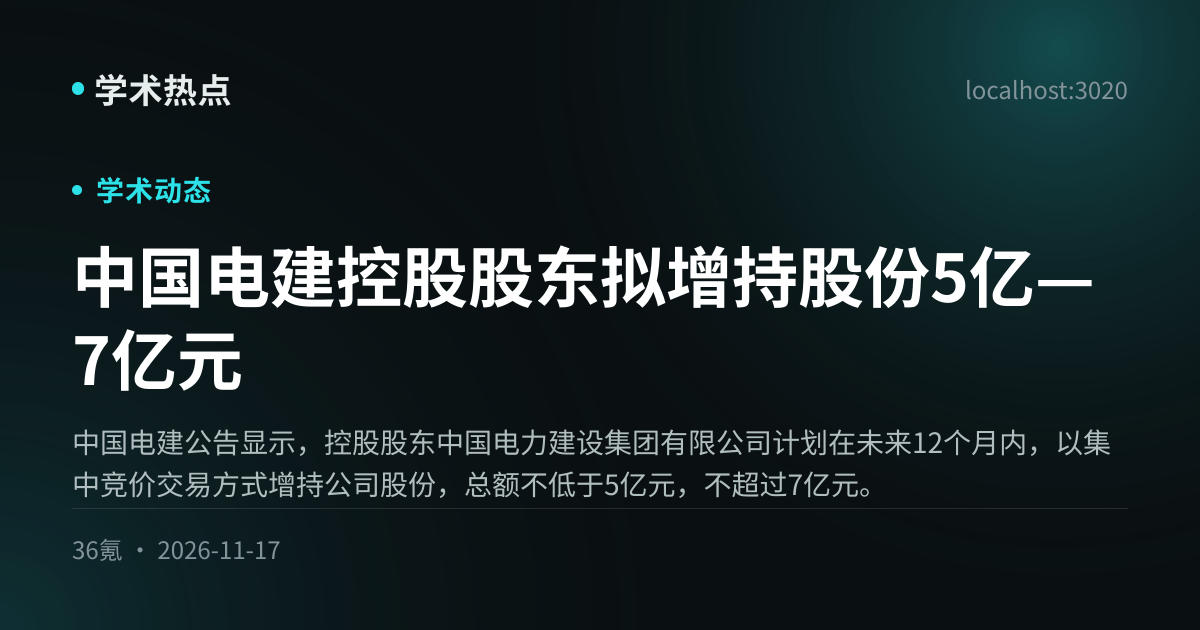 学术热点
localhost:3020
学术动态
中国电建控股股东拟增持股份5亿—
7亿元
中国电建公告显示，控股股东中国电力建设集团有限公司计划在未来12个月内，以集
中竞价交易方式增持公司股份，总额不低于5亿元，不超过7亿元。
36氪 · 2026-11-17